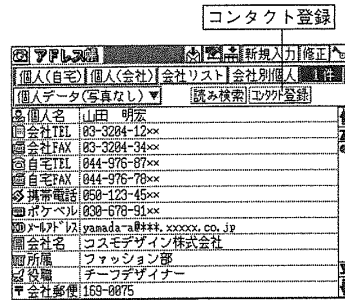 コンタクト登録
アドレス帳 新規入力 修正
個人(自宅) 個人(会社) 会社リスト 会社別個人 1件
個人データ(写真なし)▼ 読み検索 コンタクト登録
個人名 山田 明宏
会社TEL 03-3204-12××
会社FAX 03-3204-34××
自宅TEL 044-976-87××
自宅FAX 044-976-78××
携帯電話 050-123-45××
ポケベル 030-678-91××
メールアドレス yamada-a@***.xxxxx.co.jp
会社名 コスモデザイン株式会社
所属 ファッション部
役職 チーフデザイナー
〒会社郵便 169-0075